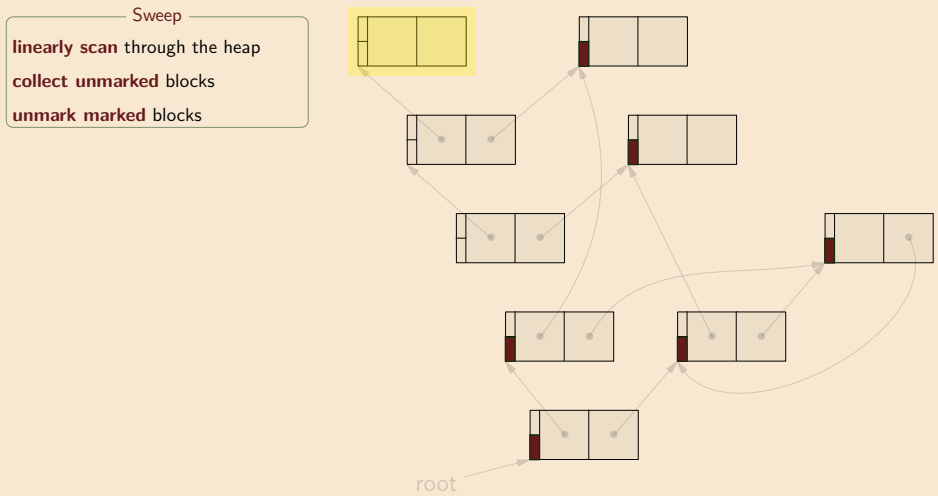 Sweep
linearly scan through the heap
collect unmarked blocks
unmark marked blocks
root